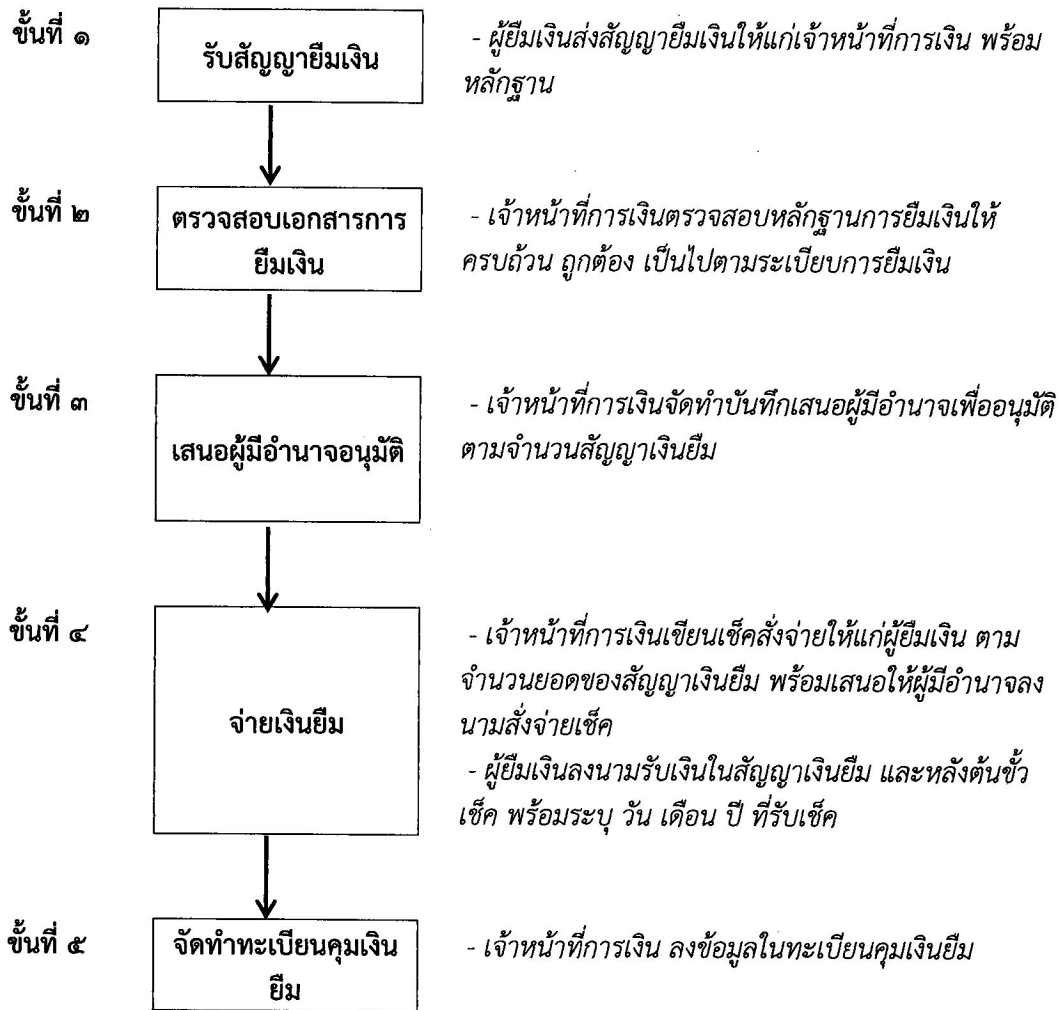 ขั้นที่ ๑
รับสัญญายืมเงิน
- ผู้ยืมเงินส่งสัญญายืมเงินให้แก่เจ้าหน้าที่การเงิน พร้อม
หลักฐาน
ขั้นที่ ๒
ตรวจสอบเอกสารการ
ยืมเงิน
- เจ้าหน้าที่การเงินตรวจสอบหลักฐานการยืมเงินให้
ครบถ้วน ถูกต้อง เป็นไปตามระเบียบการยืมเงิน
ขั้นที่ ๓
เสนอผู้มีอำนาจอนุมัติ
- เจ้าหน้าที่การเงินจัดทำบันทึกเสนอผู้มีอำนาจเพื่ออนุมัติ
ตามจำนวนสัญญาเงินยืม
ขั้นที่ ๔
จ่ายเงินยืม
- เจ้าหน้าที่การเงินเขียนเช็คสั่งจ่ายให้แก่ผู้ยืมเงิน ตาม
จำนวนยอดของสัญญาเงินยืม พร้อมเสนอให้ผู้มีอำนาจลง
นามสั่งจ่ายเช็ค
- ผู้ยืมเงินลงนามรับเงินในสัญญาเงินยืม และหลังต้นขั้ว
เช็ค พร้อมระบุ วัน เดือน ปี ที่รับเช็ค
ขั้นที่ ๕
จัดทำทะเบียนคุมเงิน
ยืม
- เจ้าหน้าที่การเงิน ลงข้อมูลในทะเบียนคุมเงินยืม